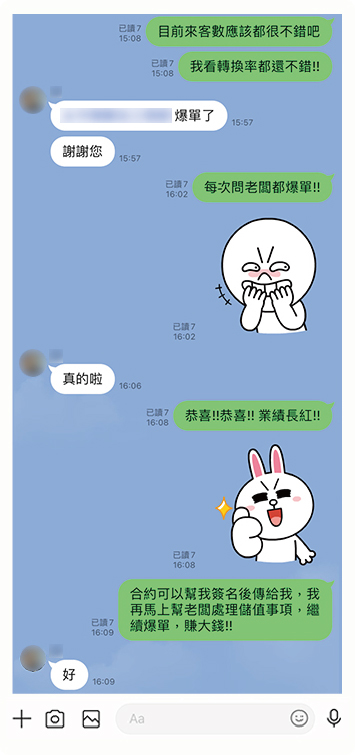 已讀 7
15:08
目前來客數應該都很不錯吧
已讀 7
15:08
我看轉換率都還不錯!!
爆單了
15:57
謝謝您
15:57
已讀 7
16:02
每次問老闆都爆單!!
已讀 7
16:02
真的啦
16:06
已讀 7
16:08
恭喜!!恭喜!! 業績長紅!!
已讀 7
16:08
合約可以幫我簽名後傳給我，我
再馬上幫老闆處理儲值事項，繼
續爆單，賺大錢!!
已讀 7
16:09
好
16:09
Aa